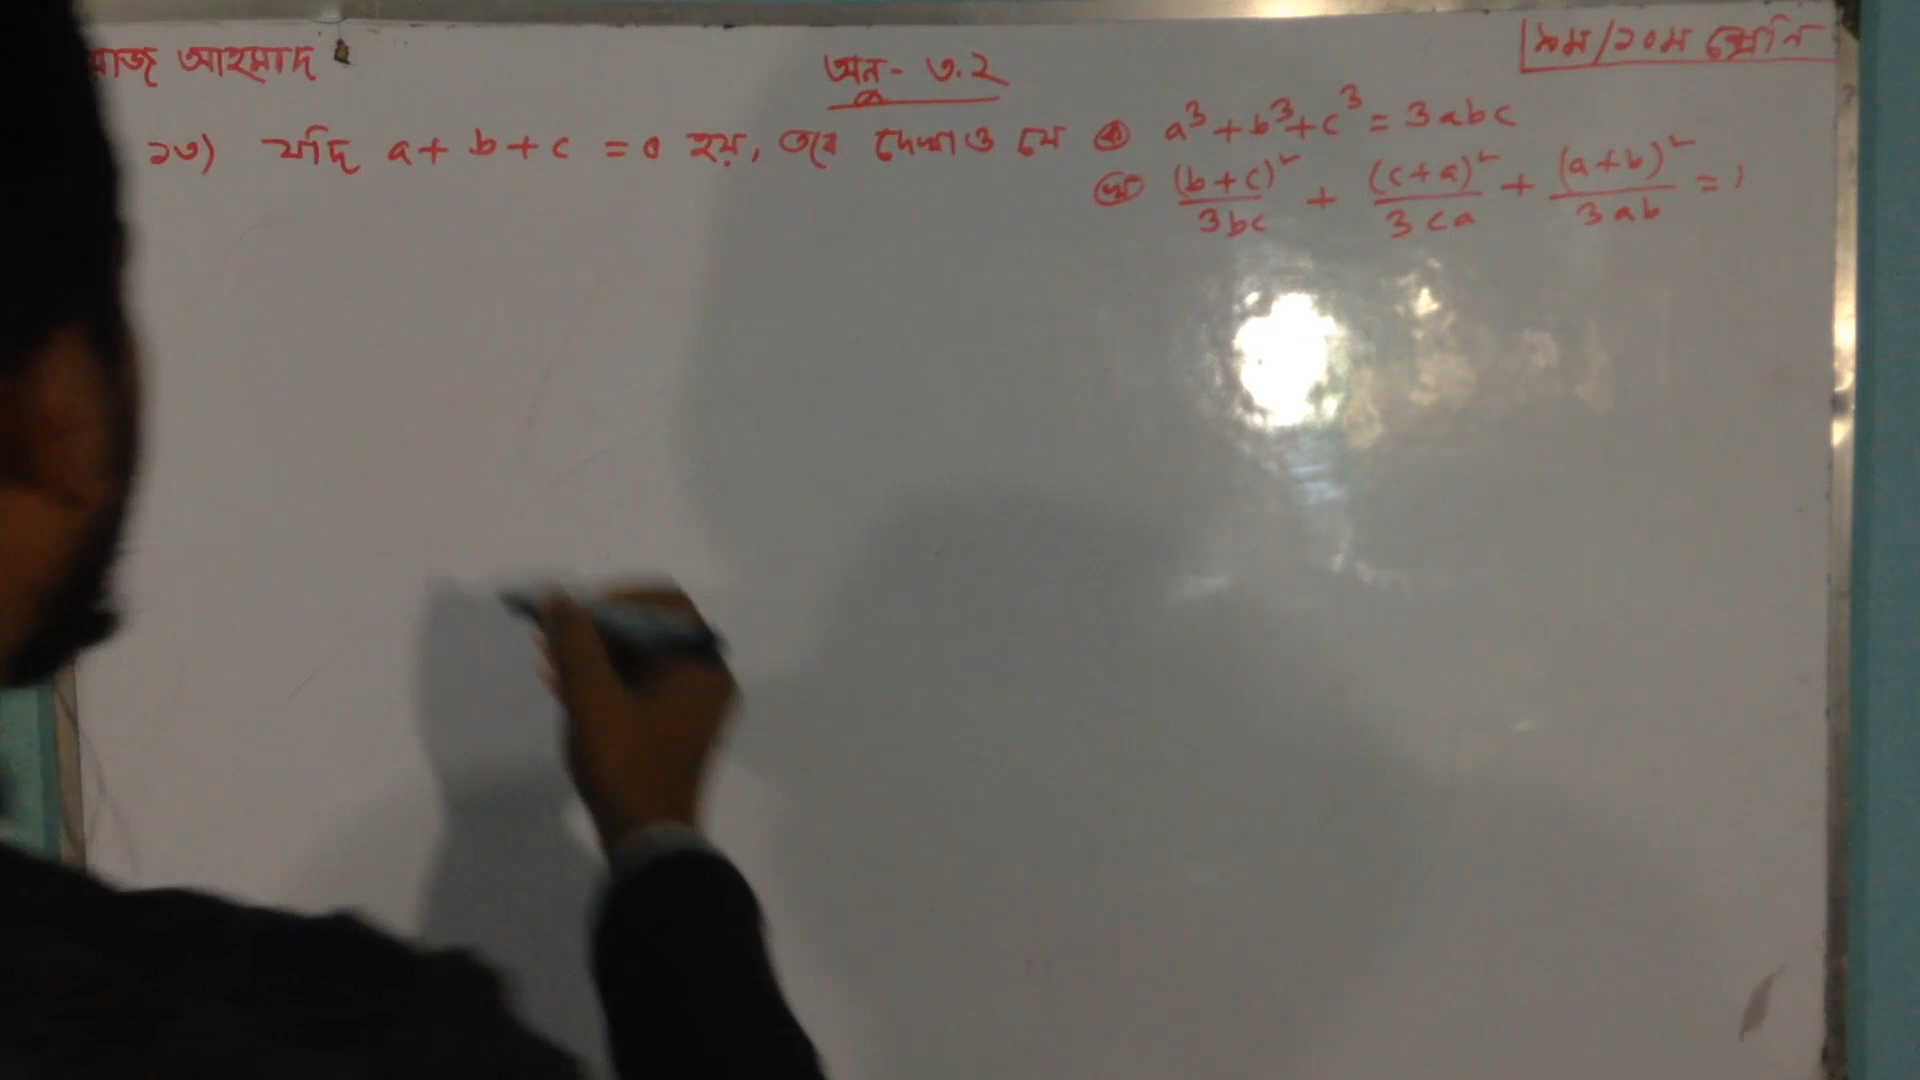 আহমাদ
অনু - ৩.২
৯ম/১০ম শ্রেণি
১৩) যদি a + b + c = 0 হয়, তবে দেখাও যে ক a³ + b³ + c³ = 3abc
খ (b+c)²/3bc + (c+a)²/3ca + (a+b)²/3ab = 1